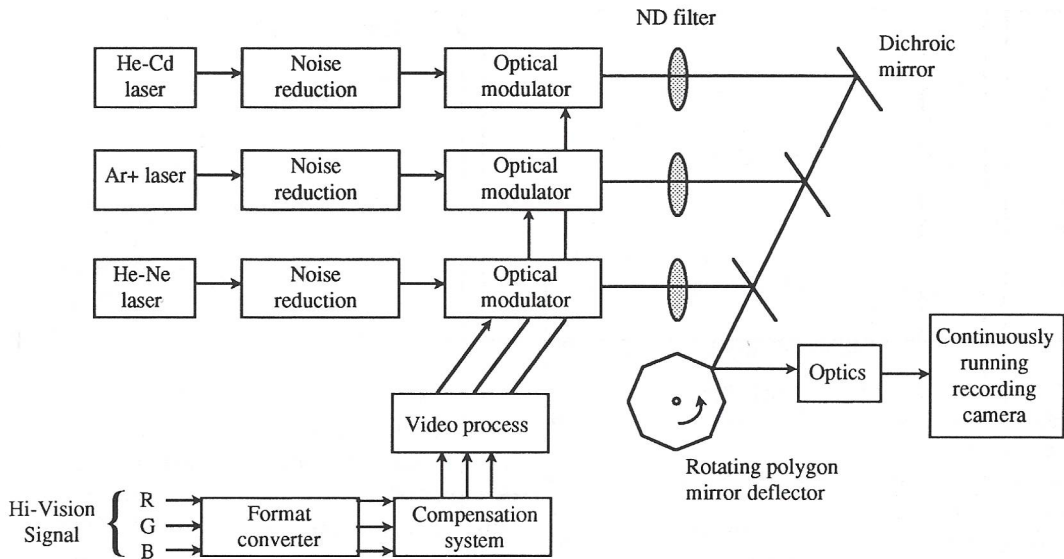 ND filter
Dichroic
mirror
He-Cd
laser
Noise
reduction
Optical
modulator
Ar+ laser
Noise
reduction
Optical
modulator
He-Ne
laser
Noise
reduction
Optical
modulator
Optics
Continuously
running
recording
camera
Video process
Rotating polygon
mirror deflector
Hi-Vision
Signal
R
G
B
Format
converter
Compensation
system